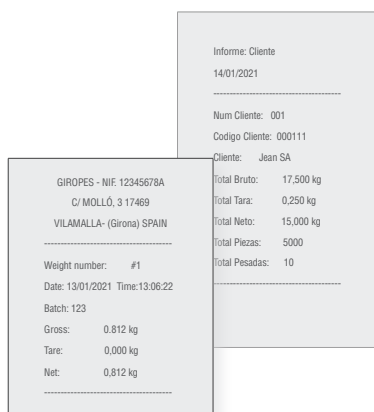 Informe: Cliente
14/01/2021
---------------------------------------
Num Cliente: 001
Codigo Cliente: 000111
Cliente: Jean SA
Total Bruto: 17,500 kg
Total Tara: 0,250 kg
Total Neto: 15,000 kg
Total Piezas: 5000
Total Pesadas: 10
---------------------------------------
GIROPES - NIF. 12345678A
C/ MOLLÓ, 3 17469
VILAMALLA- (Girona) SPAIN
---------------------------------------
Weight number: #1
Date: 13/01/2021 Time:13:06:22
Batch: 123
Gross: 0.812 kg
Tare: 0,000 kg
Net: 0,812 kg
---------------------------------------